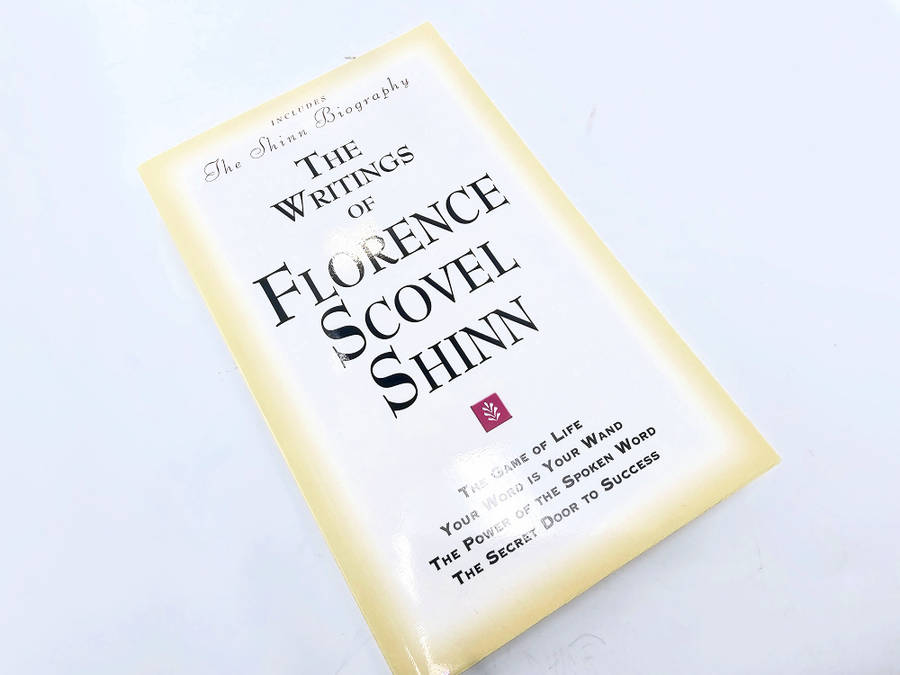 INCLUDES
The Shinn Biography
THE
WRITINGS
OF
FLORENCE
SCOVEL
SHINN
THE GAME OF LIFE
YOUR WORD IS YOUR WAND
THE POWER OF THE SPOKEN WORD
THE SECRET DOOR TO SUCCESS